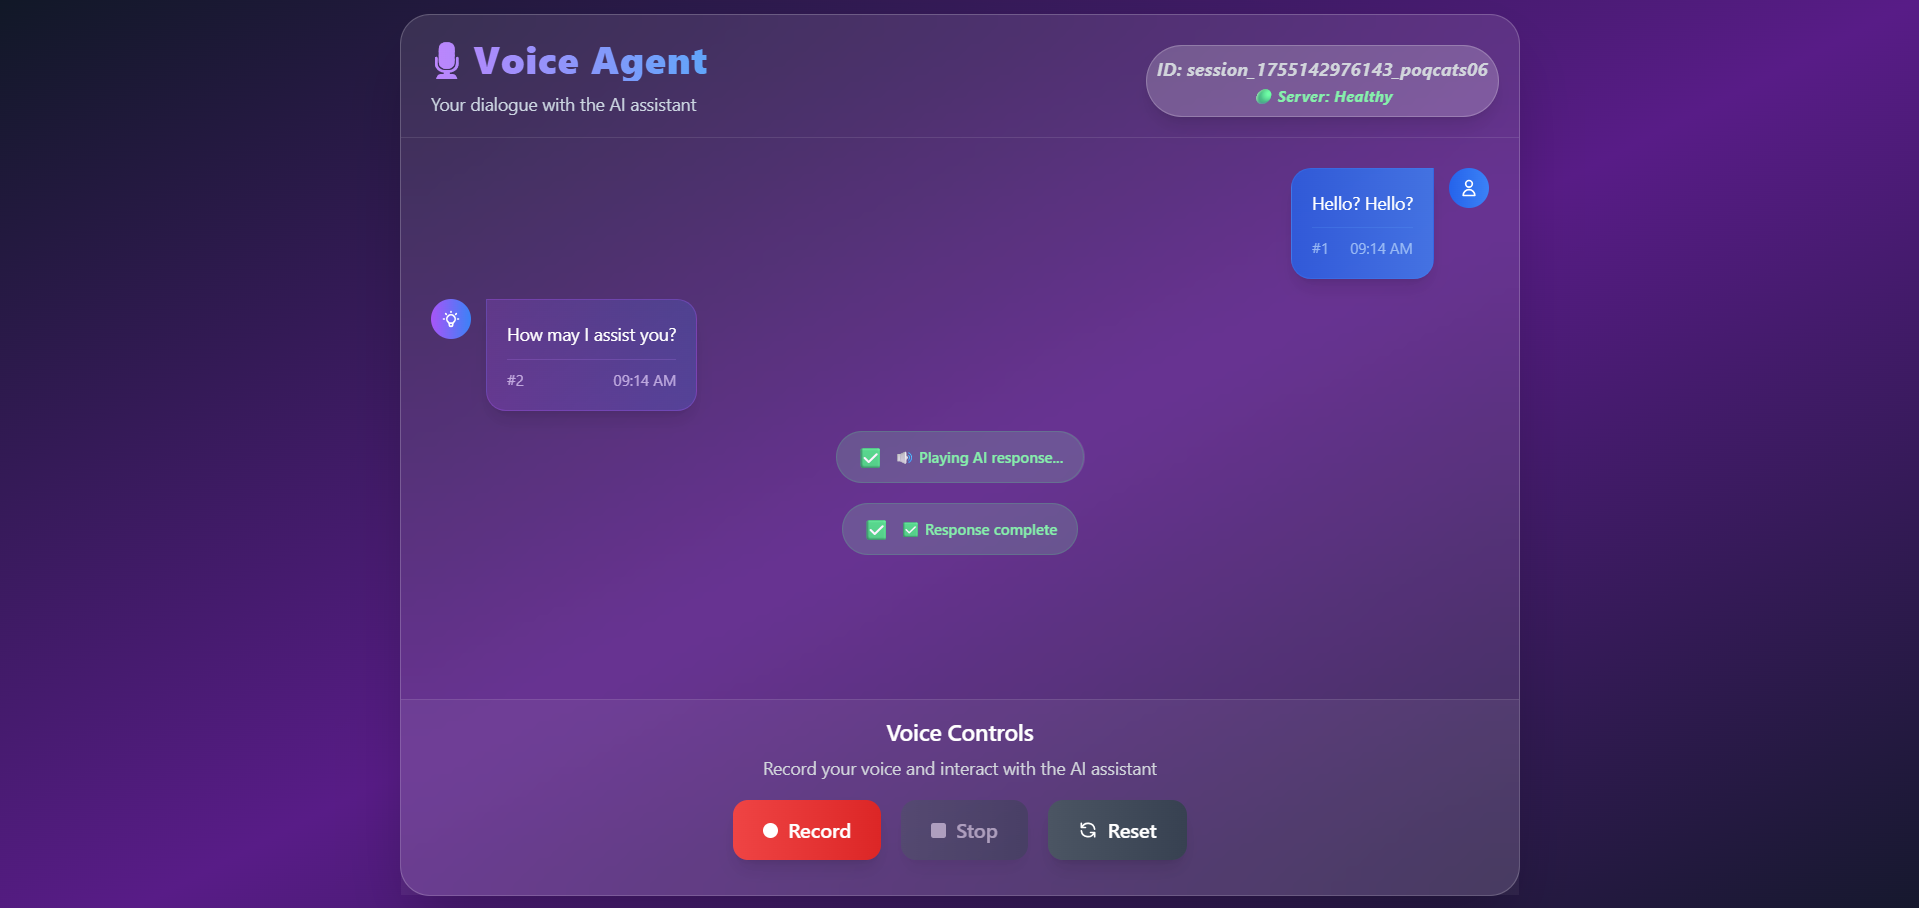 Voice Agent
Your dialogue with the AI assistant
ID: session_1755142976143_poqcats06
Server: Healthy
Hello? Hello?
#1 09:14 AM
How may I assist you?
#2 09:14 AM
Playing AI response...
Response complete
Voice Controls
Record your voice and interact with the AI assistant
Record
Stop
Reset